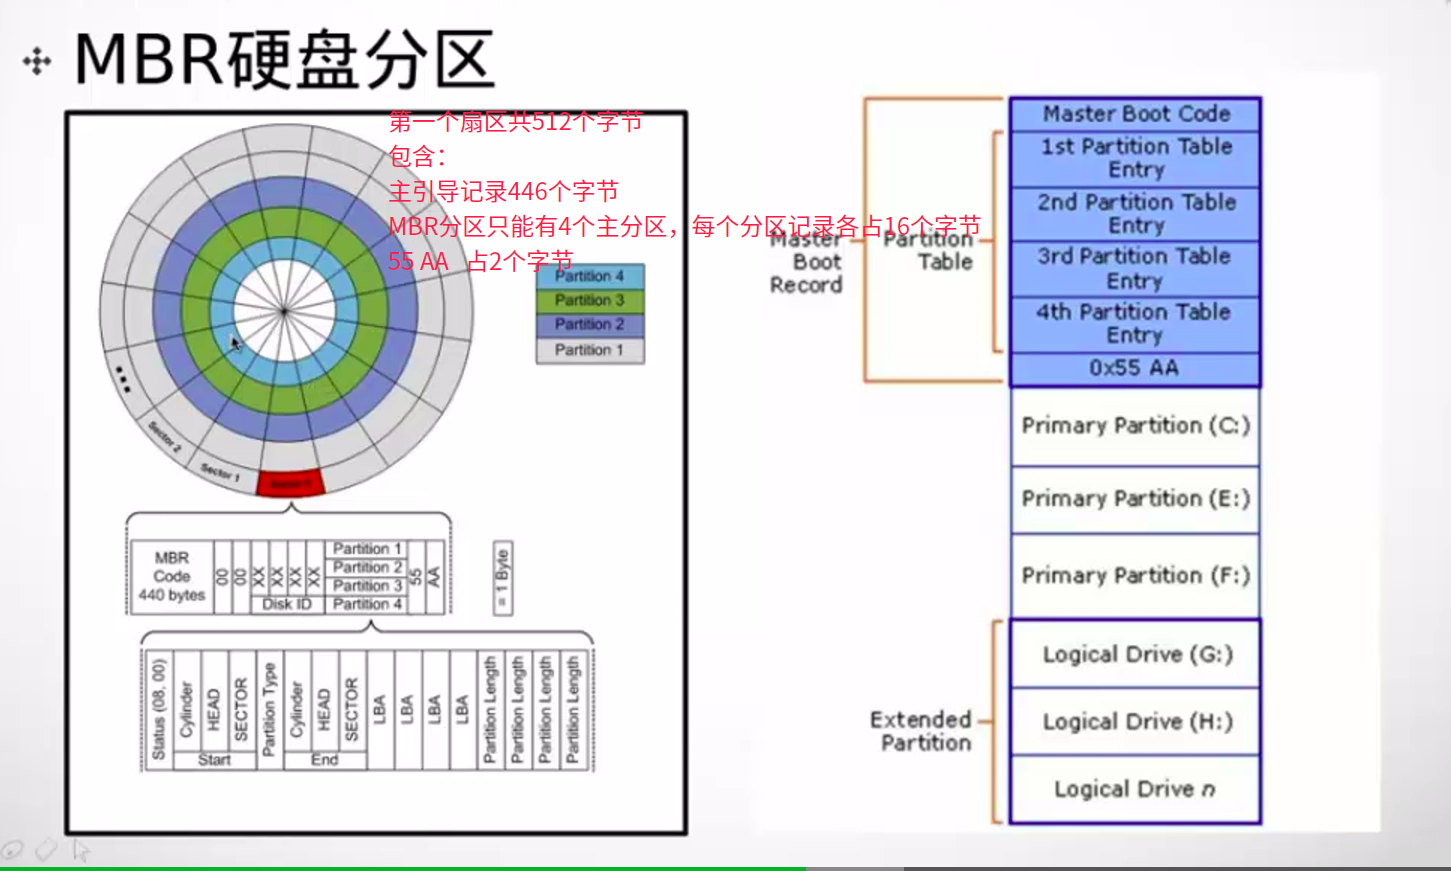 MBR硬盘分区
第一个扇区共512个字节
包含：
主引导记录446个字节
MBR分区只能有4个主分区，每个分区记录各占16个字节
55 AA 占2个字节
Partition 4
Partition 3
Partition 2
Partition 1
Sector 2
Sector 1
MBR
Code
440 bytes
00
00
XX
XX
XX
XX
Disk ID
Partition 1
Partition 2
Partition 3
Partition 4
55
AA
= 1 Byte
Status (08, 00)
Cylinder
HEAD
SECTOR
Start
Partition Type
Cylinder
HEAD
SECTOR
End
LBA
LBA
LBA
LBA
Partition Length
Partition Length
Partition Length
Partition Length
Master
Boot
Record
Partition
Table
Master Boot Code
1st Partition Table
Entry
2nd Partition Table
Entry
3rd Partition Table
Entry
4th Partition Table
Entry
0x55 AA
Primary Partition (C:)
Primary Partition (E:)
Primary Partition (F:)
Extended
Partition
Logical Drive (G:)
Logical Drive (H:)
Logical Drive n